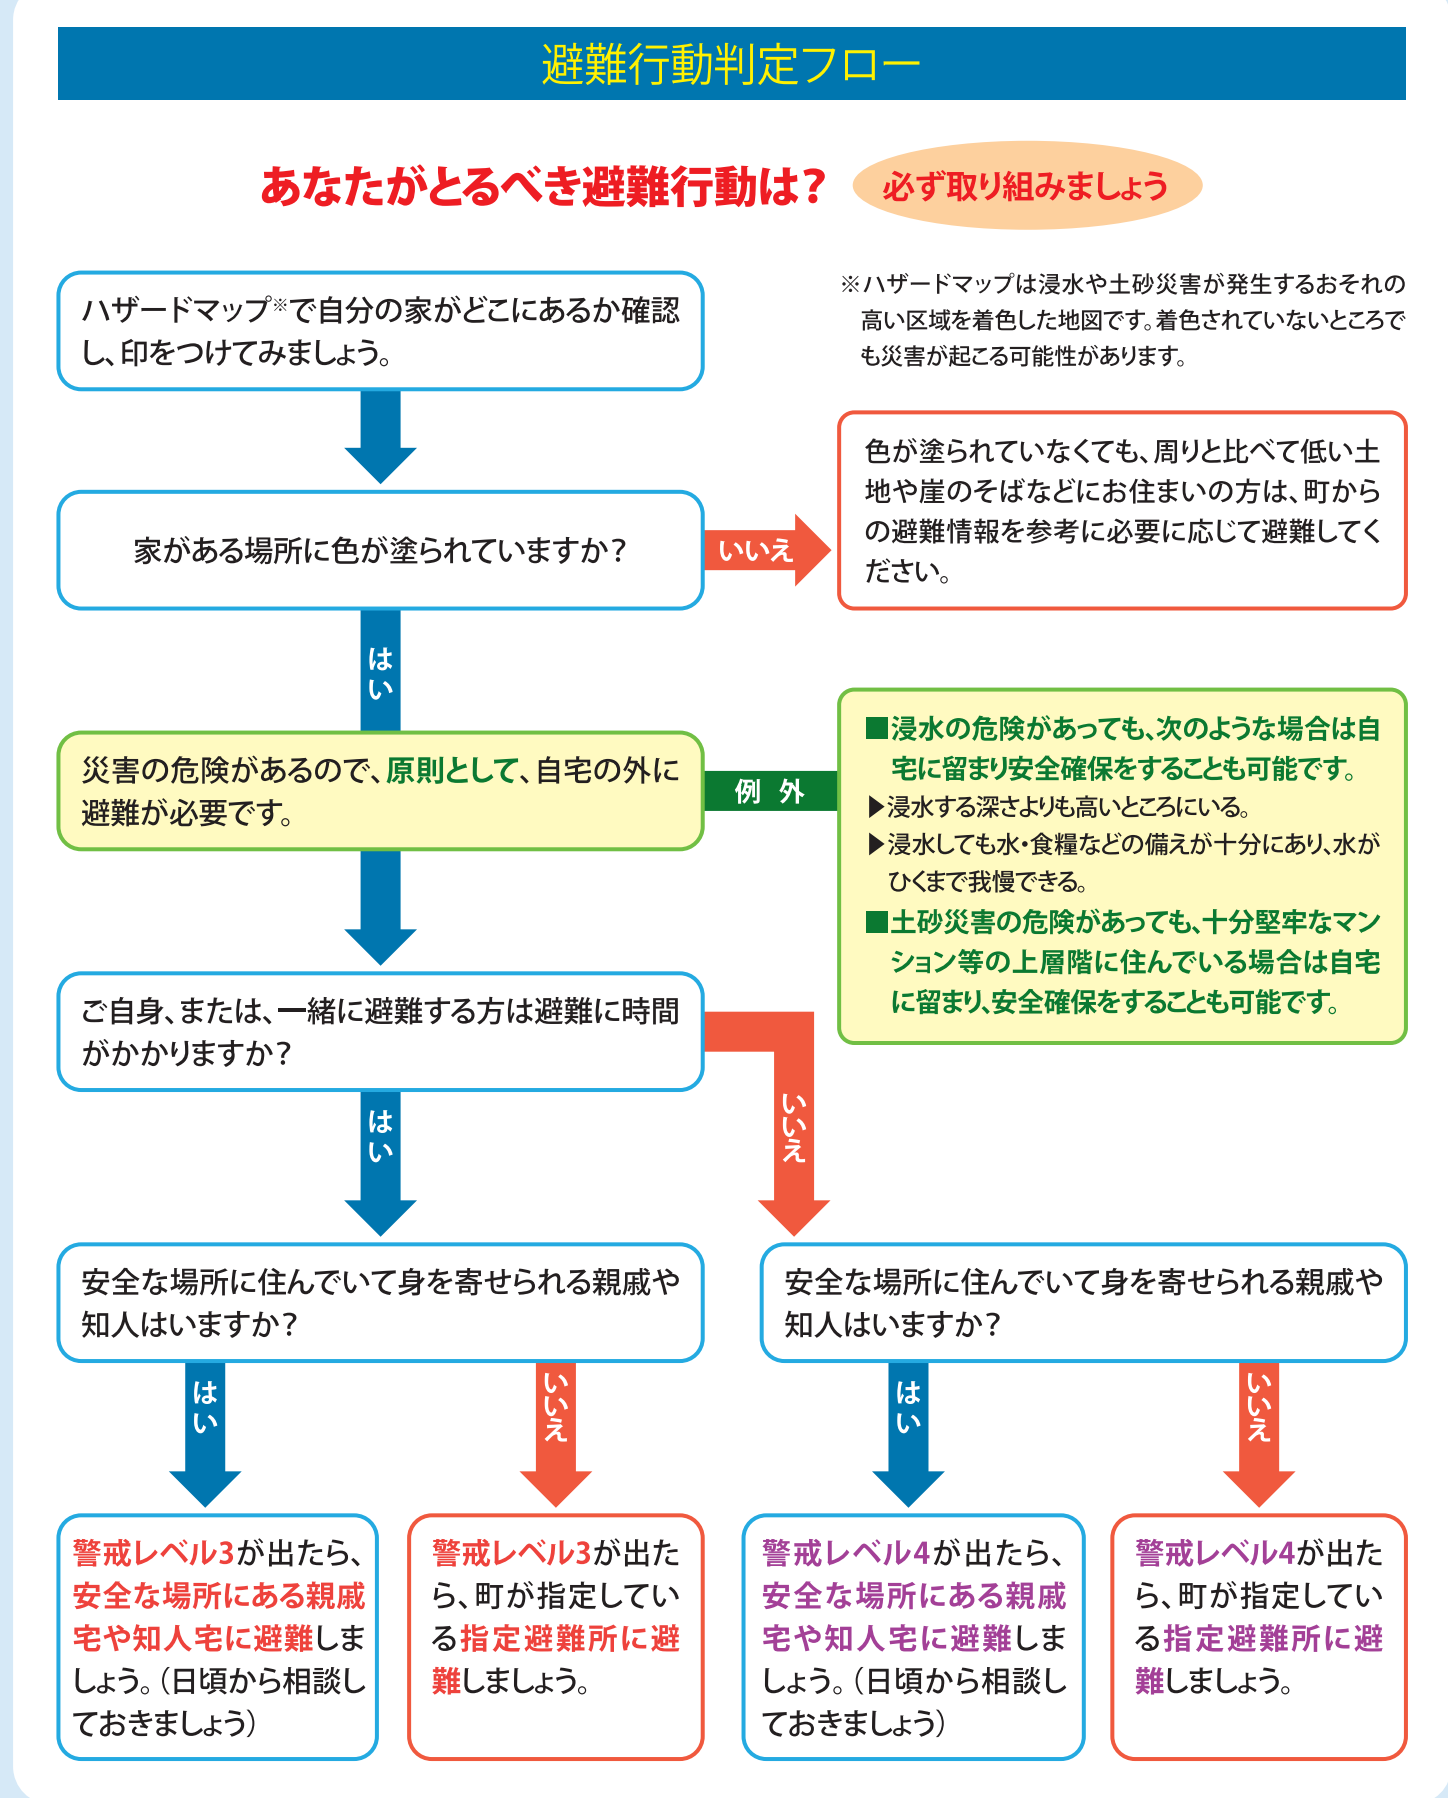 避難行動判定フロー
あなたがとるべき避難行動は？
必ず取り組みましょう
ハザードマップ※で自分の家がどこにあるか確認
し、印をつけてみましょう。
※ハザードマップは浸水や土砂災害が発生するおそれの
高い区域を着色した地図です。着色されていないところで
も災害が起こる可能性があります。
家がある場所に色が塗られていますか？
いいえ
色が塗られていなくても、周りと比べて低い土
地や崖のそばなどにお住まいの方は、町から
の避難情報を参考に必要に応じて避難してく
ださい。
はい
災害の危険があるので、原則として、自宅の外に
避難が必要です。
例 外
■浸水の危険があっても、次のような場合は自
宅に留まり安全確保をすることも可能です。
▶浸水する深さよりも高いところにいる。
▶浸水しても水・食糧などの備えが十分にあり、水が
ひくまで我慢できる。
■土砂災害の危険があっても、十分堅牢なマン
ション等の上層階に住んでいる場合は自宅
に留まり、安全確保をすることも可能です。
ご自身、または、一緒に避難する方は避難に時間
がかかりますか？
はい
いいえ
安全な場所に住んでいて身を寄せられる親戚や
知人はいますか？
安全な場所に住んでいて身を寄せられる親戚や
知人はいますか？
はい
いいえ
はい
いいえ
警戒レベル3が出たら、
安全な場所にある親戚
宅や知人宅に避難しま
しょう。（日頃から相談し
ておきましょう）
警戒レベル3が出た
ら、町が指定してい
る指定避難所に避
難しましょう。
警戒レベル4が出たら、
安全な場所にある親戚
宅や知人宅に避難しま
しょう。（日頃から相談し
ておきましょう）
警戒レベル4が出た
ら、町が指定してい
る指定避難所に避
難しましょう。